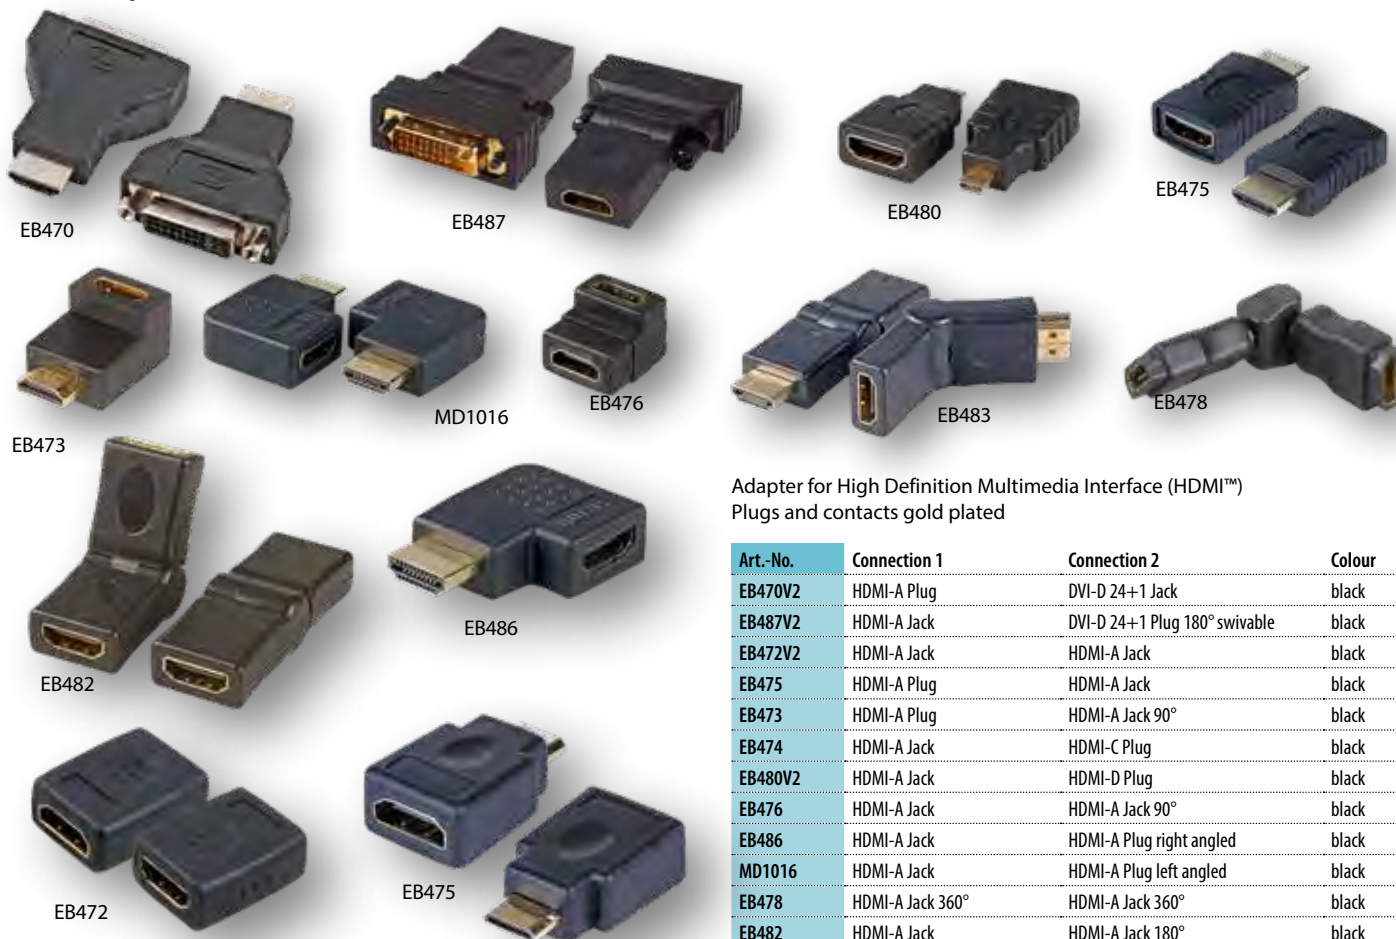 EB470
EB487
EB480
EB475
EB473
MD1016
EB476
EB483
EB478
EB482
EB486
EB472
EB475
Adapter for High Definition Multimedia Interface (HDMI™)
Plugs and contacts gold plated
Art.-No. Connection 1 Connection 2 Colour
EB470V2 HDMI-A Plug DVI-D 24+1 Jack black
EB487V2 HDMI-A Jack DVI-D 24+1 Plug 180° swivable black
EB472V2 HDMI-A Jack HDMI-A Jack black
EB475 HDMI-A Plug HDMI-A Jack black
EB473 HDMI-A Plug HDMI-A Jack 90° black
EB474 HDMI-A Jack HDMI-C Plug black
EB480V2 HDMI-A Jack HDMI-D Plug black
EB476 HDMI-A Jack HDMI-A Jack 90° black
EB486 HDMI-A Jack HDMI-A Plug right angled black
MD1016 HDMI-A Jack HDMI-A Plug left angled black
EB478 HDMI-A Jack 360° HDMI-A Jack 360° black
EB482 HDMI-A Jack HDMI-A Jack 180° black